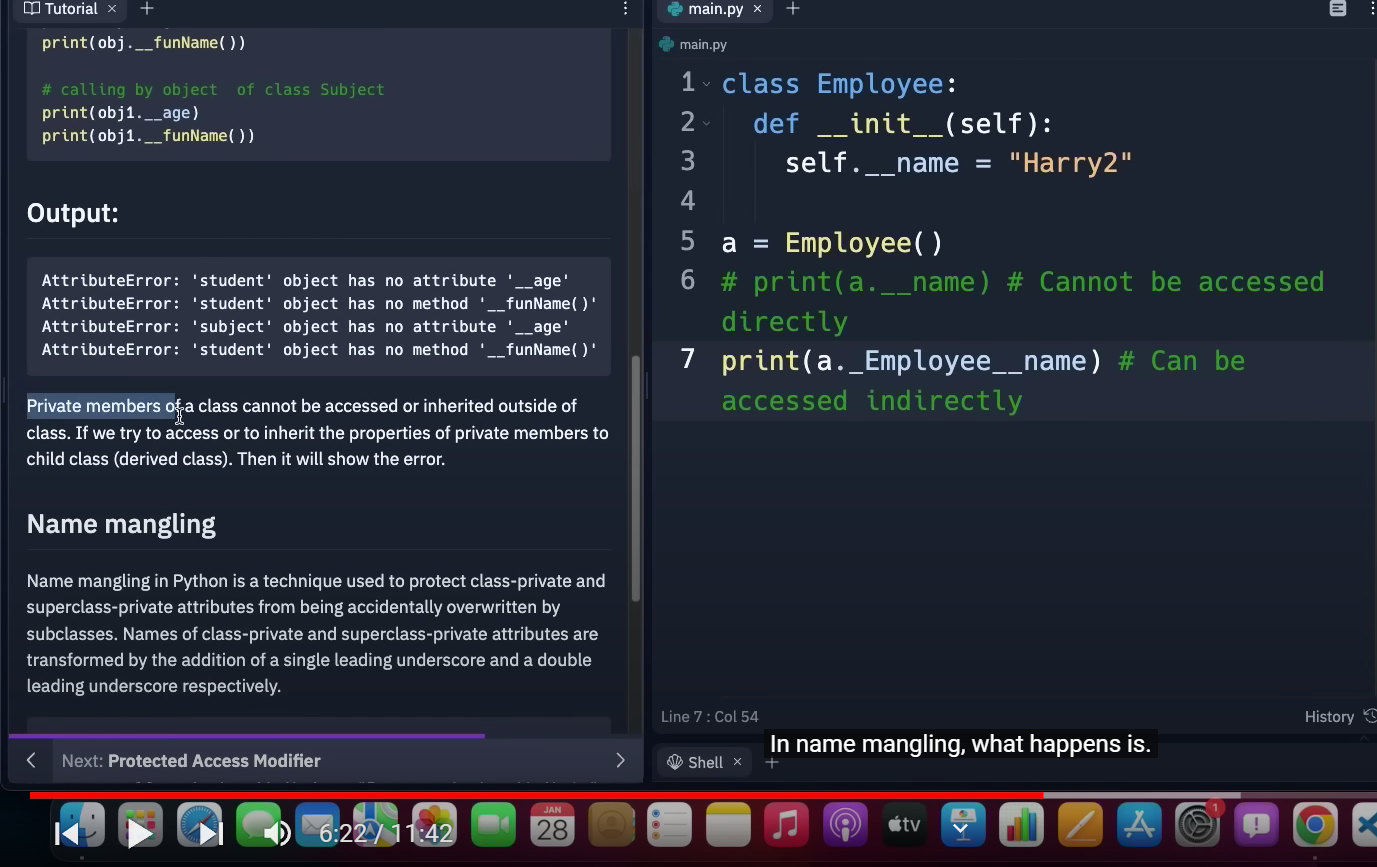 Tutorial
print(obj.__funName())
# calling by object  of class Subject
print(obj1.__age)
print(obj1.__funName())
Output:
AttributeError: 'student' object has no attribute '__age'
AttributeError: 'student' object has no method '__funName()'
AttributeError: 'subject' object has no attribute '__age'
AttributeError: 'student' object has no method '__funName()'
Private members of a class cannot be accessed or inherited outside of
class. If we try to access or to inherit the properties of private members to
child class (derived class). Then it will show the error.
Name mangling
Name mangling in Python is a technique used to protect class-private and
superclass-private attributes from being accidentally overwritten by
subclasses. Names of class-private and superclass-private attributes are
transformed by the addition of a single leading underscore and a double
leading underscore respectively.
Next: Protected Access Modifier
main.py
main.py
1 class Employee:
2   def __init__(self):
3     self.__name = "Harry2"
4
5 a = Employee()
6 # print(a.__name) # Cannot be accessed
directly
7 print(a._Employee__name) # Can be
accessed indirectly
Line 7 : Col 54
History
In name mangling, what happens is.
Shell
6:22 / 11:42
JAN
28
tv
1